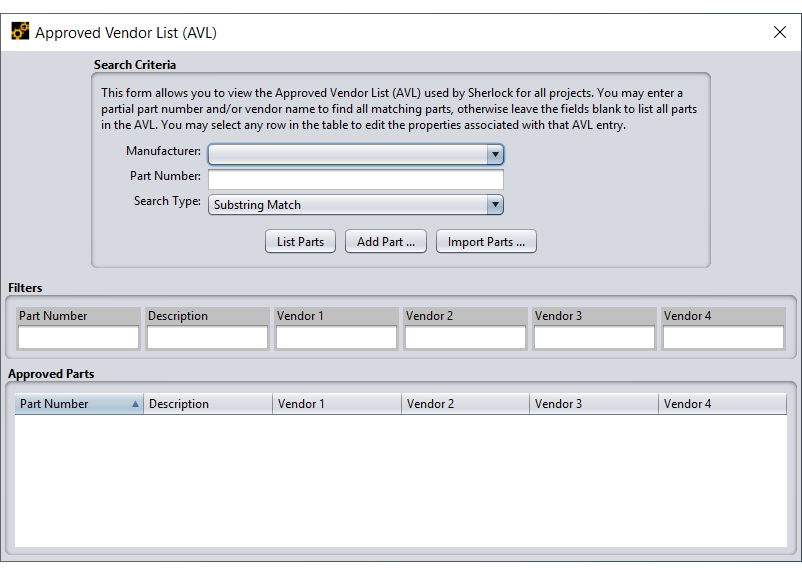 Approved Vendor List (AVL)
Search Criteria
This form allows you to view the Approved Vendor List (AVL) used by Sherlock for all projects. You may enter a
partial part number and/or vendor name to find all matching parts, otherwise leave the fields blank to list all parts
in the AVL. You may select any row in the table to edit the properties associated with that AVL entry.
Manufacturer:
Part Number:
Search Type: Substring Match
List Parts Add Part ... Import Parts ...
Filters
Part Number Description Vendor 1 Vendor 2 Vendor 3 Vendor 4
Approved Parts
Part Number Description Vendor 1 Vendor 2 Vendor 3 Vendor 4